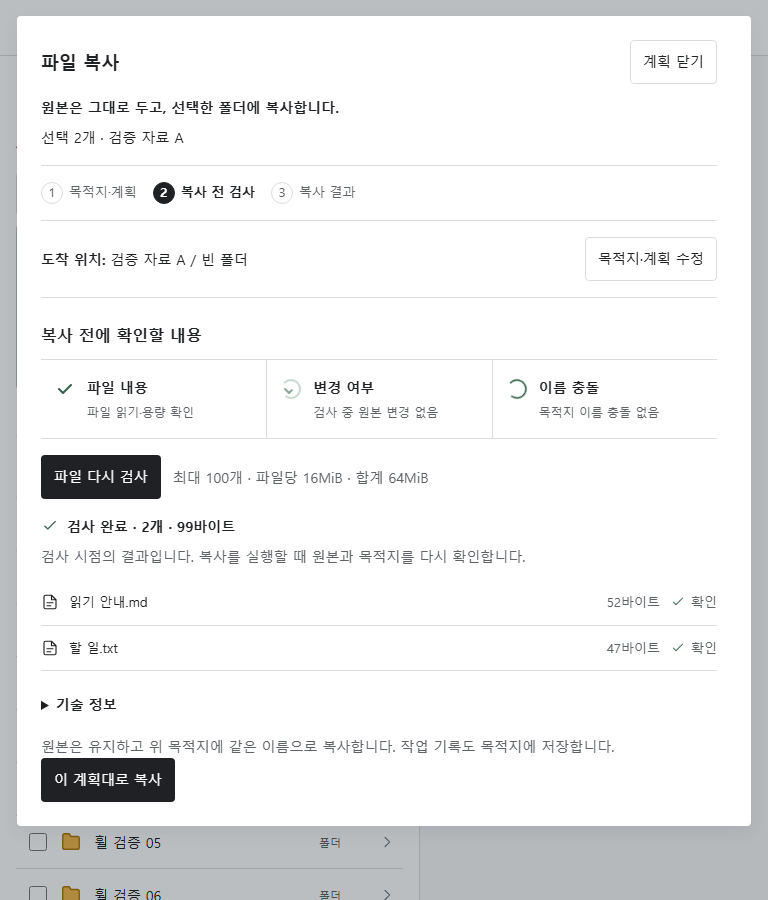 파일 복사
계획 닫기
원본은 그대로 두고, 선택한 폴더에 복사합니다.
선택 2개 · 검증 자료 A
1 목적지·계획 2 복사 전 검사 3 복사 결과
도착 위치: 검증 자료 A / 빈 폴더
목적지·계획 수정
복사 전에 확인할 내용
파일 내용
파일 읽기·용량 확인
변경 여부
검사 중 원본 변경 없음
이름 충돌
목적지 이름 충돌 없음
파일 다시 검사
최대 100개 · 파일당 16MiB · 합계 64MiB
검사 완료 · 2개 · 99바이트
검사 시점의 결과입니다. 복사를 실행할 때 원본과 목적지를 다시 확인합니다.
읽기 안내.md 52바이트 확인
할 일.txt 47바이트 확인
기술 정보
원본은 유지하고 위 목적지에 같은 이름으로 복사합니다. 작업 기록도 목적지에 저장합니다.
이 계획대로 복사
휠 검증 05 폴더
휠 검증 06 폴더